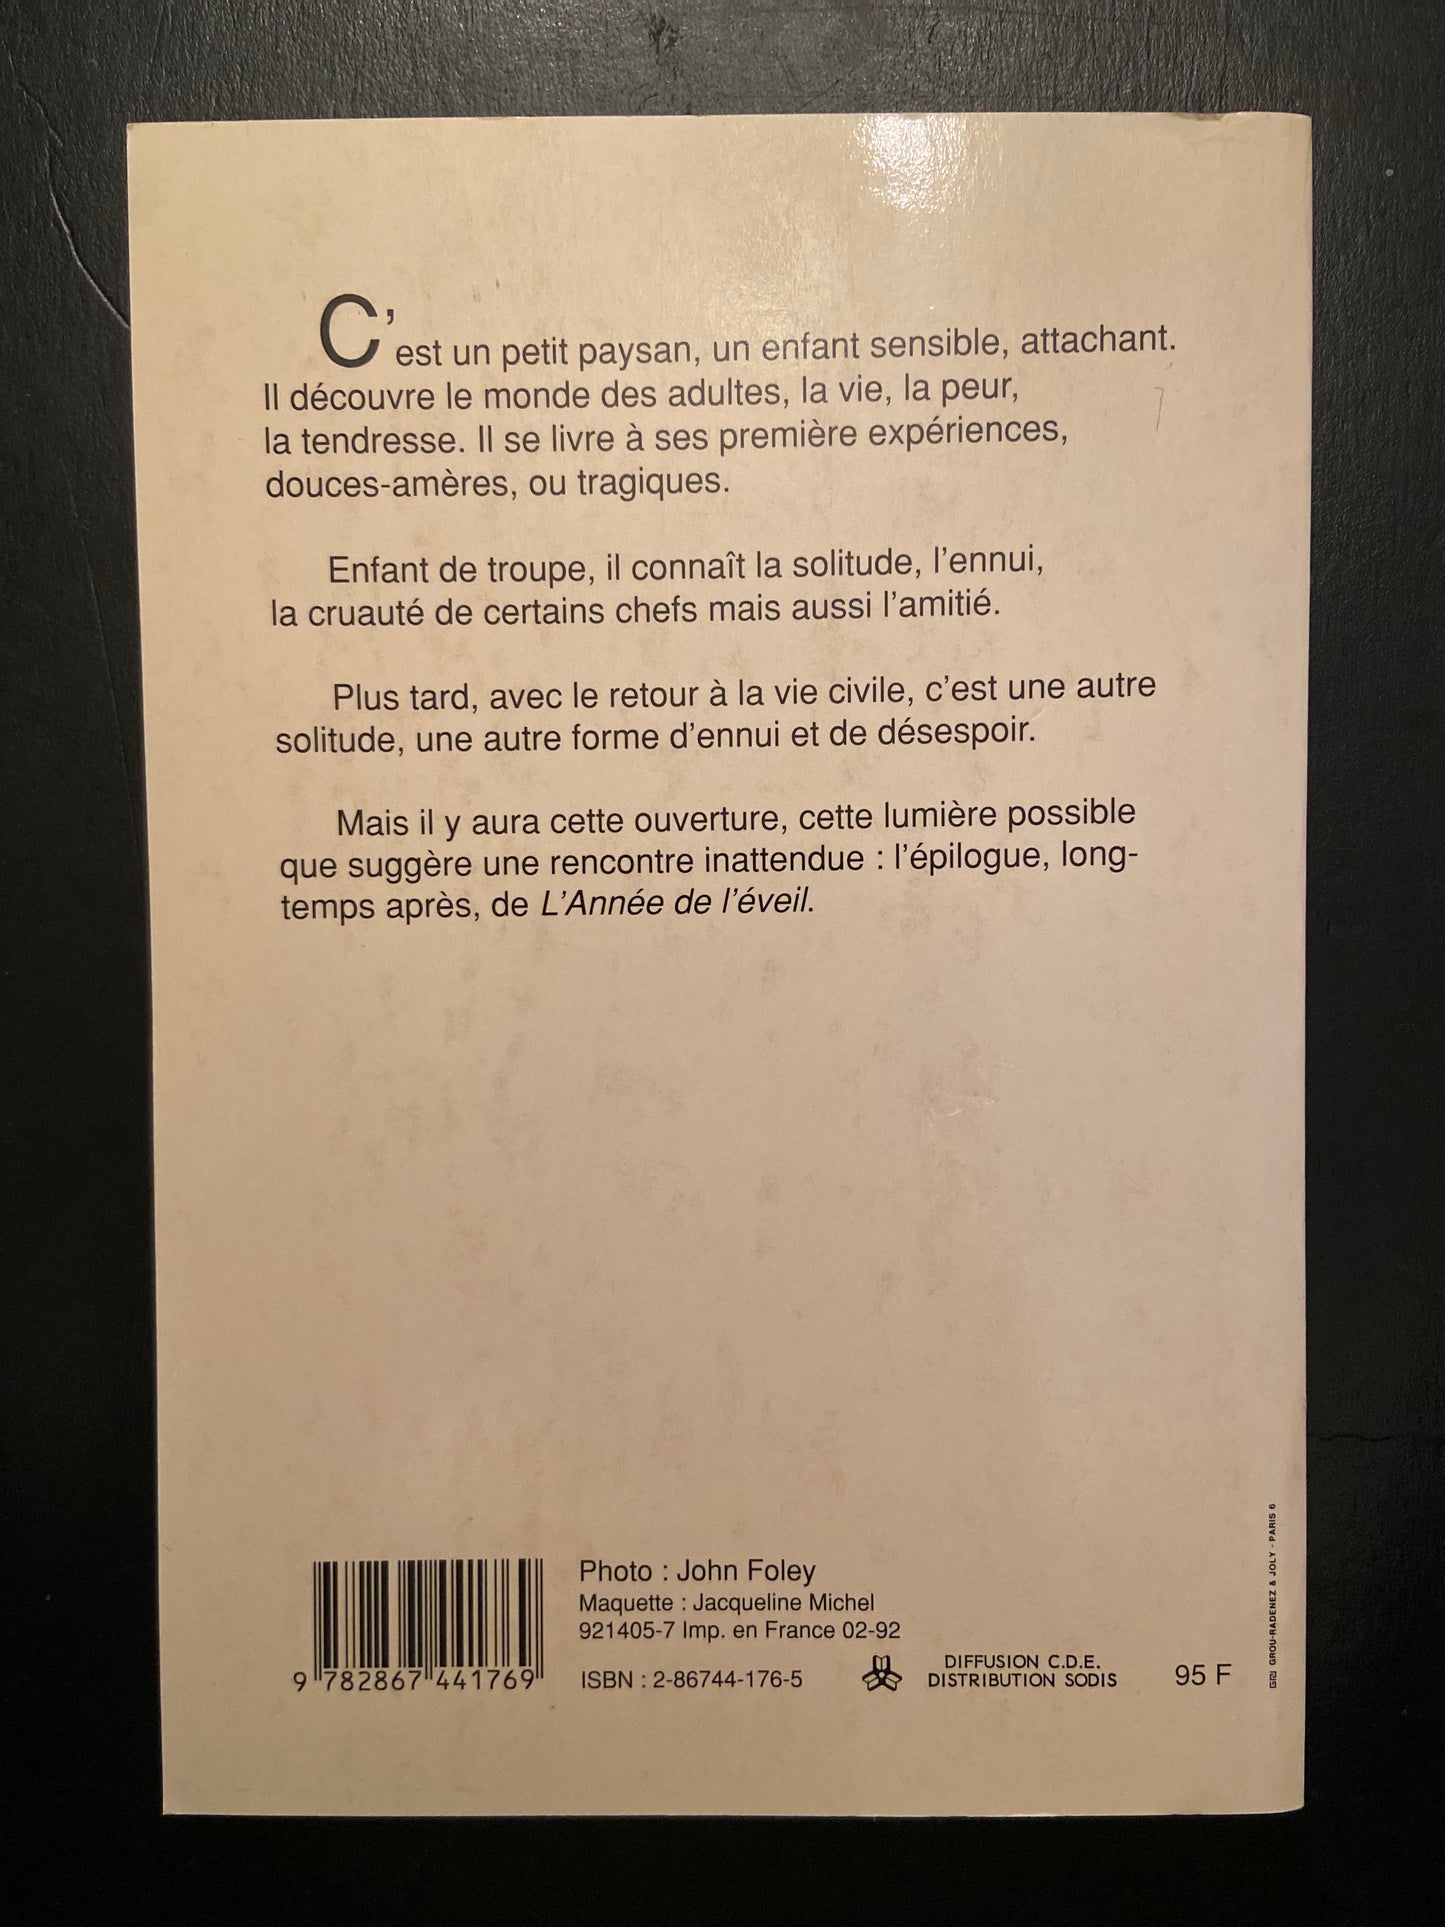 C'est un petit paysan, un enfant sensible, attachant.
Il découvre le monde des adultes, la vie, la peur,
la tendresse. Il se livre à ses première expériences,
douces-amères, ou tragiques.
Enfant de troupe, il connaît la solitude, l'ennui,
la cruauté de certains chefs mais aussi l'amitié.
Plus tard, avec le retour à la vie civile, c'est une autre
solitude, une autre forme d'ennui et de désespoir.
Mais il y aura cette ouverture, cette lumière possible
que suggère une rencontre inattendue : l'épilogue, long-
temps après, de L'Année de l'éveil.
Photo : John Foley
Maquette : Jacqueline Michel
921405-7 Imp. en France 02-92
9 782867 441769
ISBN : 2-86744-176-5
DIFFUSION C.D.E.
DISTRIBUTION SODIS
95 F
GROU-RADENEZ & JOLY - PARIS 6